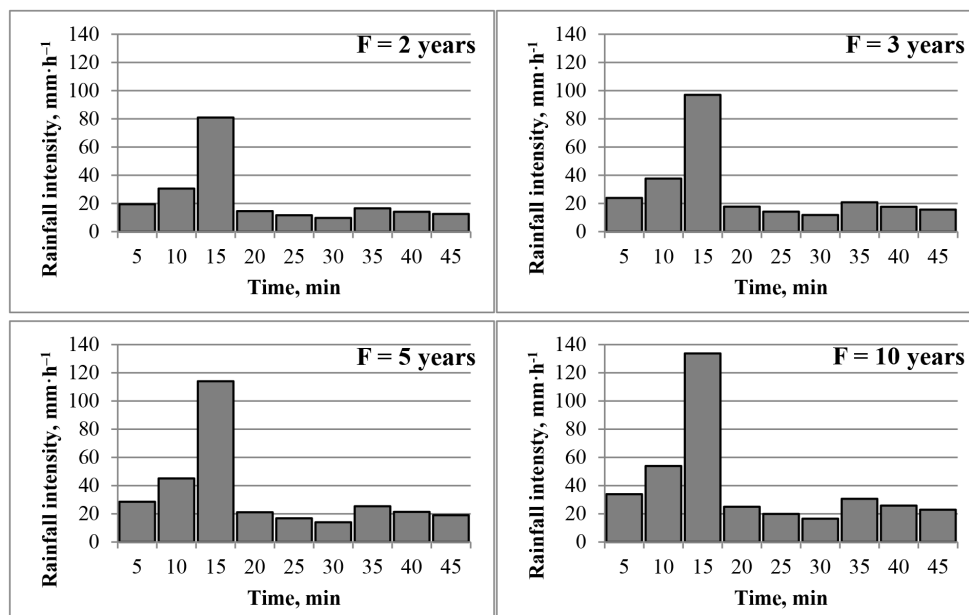 F = 2 years
Rainfall intensity, mm·h⁻¹
140
120
100
80
60
40
20
0
5 10 15 20 25 30 35 40 45
Time, min
F = 3 years
Rainfall intensity, mm·h⁻¹
140
120
100
80
60
40
20
0
5 10 15 20 25 30 35 40 45
Time, min
F = 5 years
Rainfall intensity, mm·h⁻¹
140
120
100
80
60
40
20
0
5 10 15 20 25 30 35 40 45
Time, min
F = 10 years
Rainfall intensty, mm·h⁻¹
140
120
100
80
60
40
20
0
5 10 15 20 25 30 35 40 45
Time, min